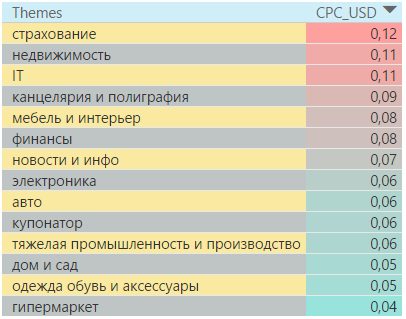 Themes CPC_USD
страхование 0,12
недвижимость 0,11
IT 0,11
канцелярия и полиграфия 0,09
мебель и интерьер 0,08
финансы 0,08
новости и инфо 0,07
электроника 0,06
авто 0,06
купонатор 0,06
тяжелая промышленность и производство 0,06
дом и сад 0,05
одежда обувь и аксессуары 0,05
гипермаркет 0,04